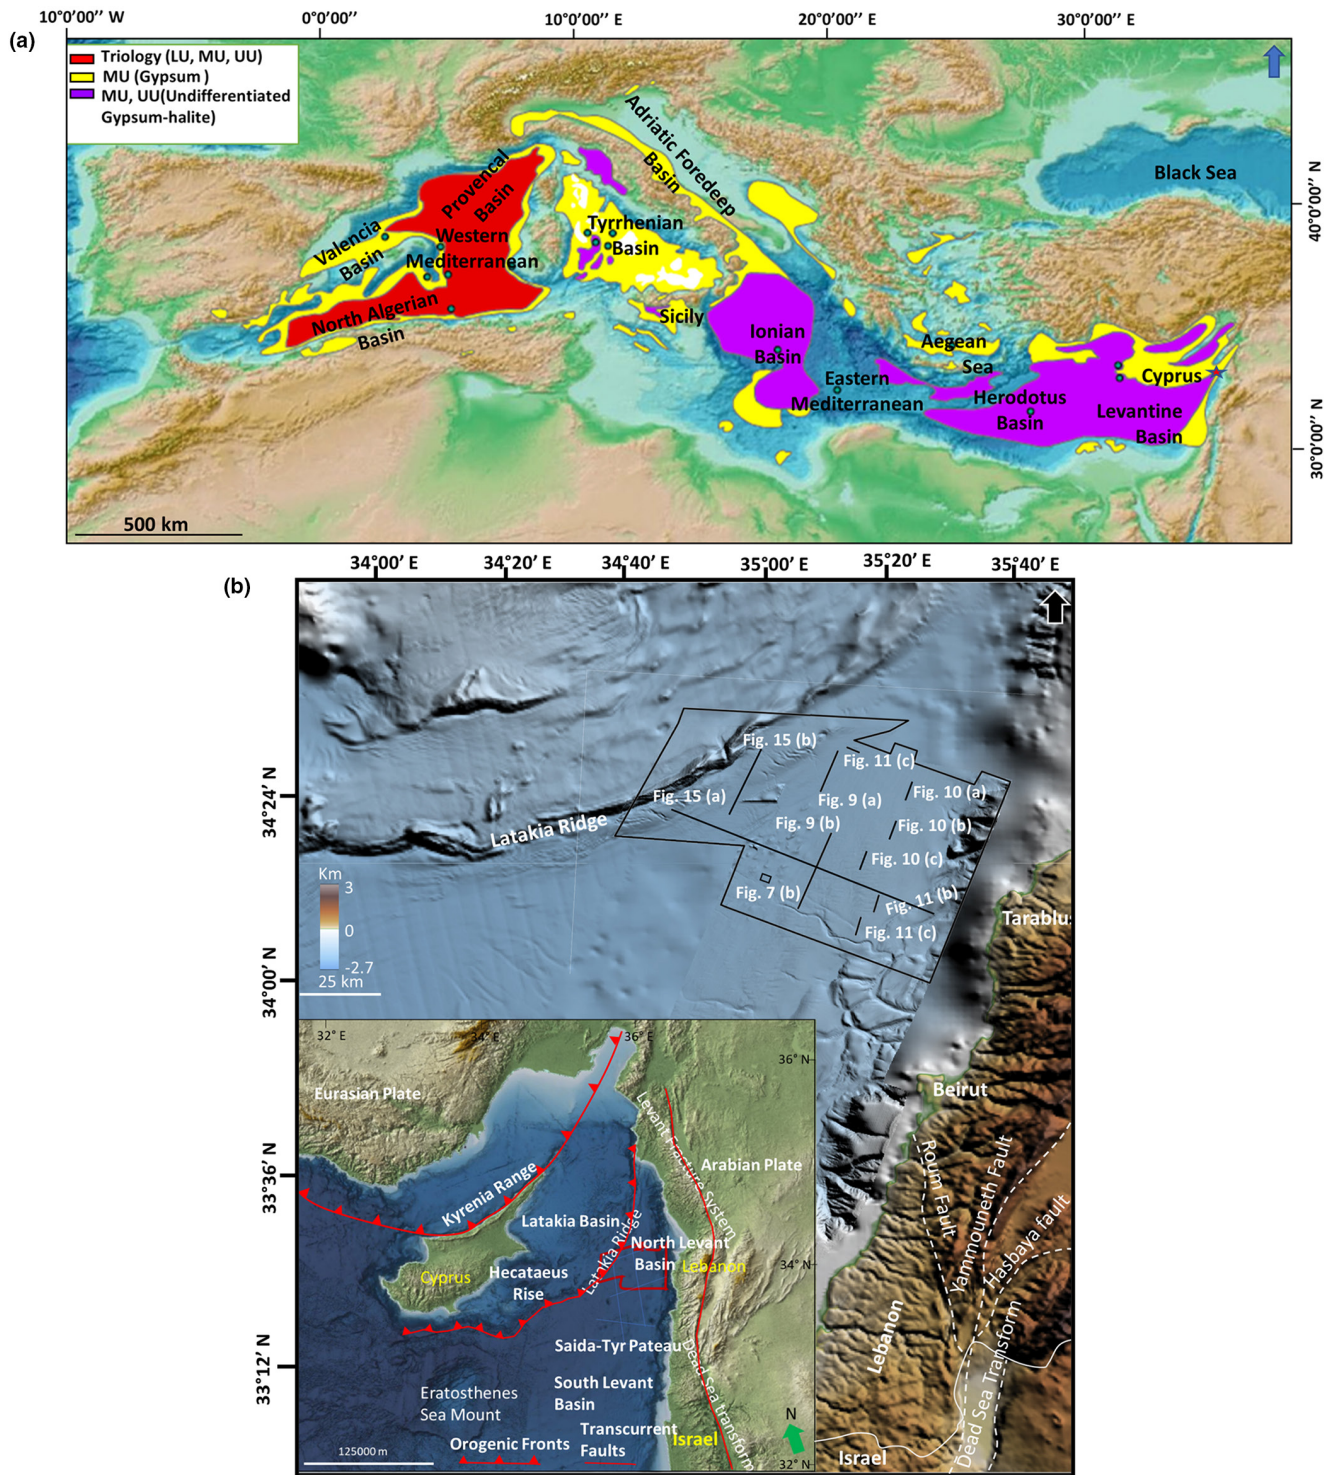 10°0'00'' W
0°00'00''
10°0'00'' E
20°0'00'' E
30°0'00'' E
(a)
Triology (LU, MU, UU)
MU (Gypsum )
MU, UU(Undifferentiated
Gypsum-halite)
Adriatic Foredeep
Basin
Black Sea
40°0'00'' N
Provencal
Basin
Valencia
Basin
Western
Mediterranean
Tyrrhenian
Basin
North Algerian
Basin
Sicily
Ionian
Basin
Aegean
Sea
Eastern
Mediterranean
Herodotus
Basin
Cyprus
Levantine
Basin
30°0'00'' N
500 km
(b)
34°00' E
34°20' E
34°40' E
35°00' E
35°20' E
35°40' E
Fig. 15 (b)
Fig. 11 (c)
Fig. 15 (a)
Fig. 9 (a)
Fig. 10 (a)
Fig. 9 (b)
Fig. 10 (b)
Fig. 10 (c)
Fig. 7 (b)
Fig. 11 (b)
Fig. 11 (c)
Latakia Ridge
34°24' N
34°00' N
33°36' N
33°12' N
Km
3
0
-2.7
25 km
Tarablu
Beirut
Roum Fault
Yammouneth Fault
Hasbaya fault
Lebanon
Dead Sea Transform
Israel
32° E
34° E
36° E
36° N
Eurasian Plate
Levant Fracture System
Arabian Plate
Kyrenia Range
Latakia Basin
Latakia Ridge
North Levant
Basin
Lebanon
34° N
Cyprus
Hecataeus
Rise
Saida-Tyr Pateau
Dead Sea transform
South Levant
Basin
Eratosthenes
Sea Mount
Transcurrent
Faults
Orogenic Fronts
Israel
N
125000 m
32° N